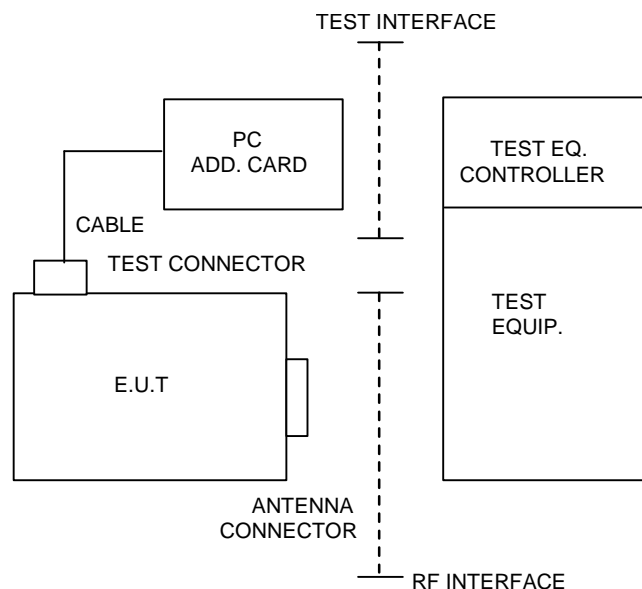 TEST INTERFACE
PC
ADD. CARD
TEST EQ.
CONTROLLER
CABLE
TEST CONNECTOR
TEST
EQUIP.
E.U.T
ANTENNA
CONNECTOR
RF INTERFACE